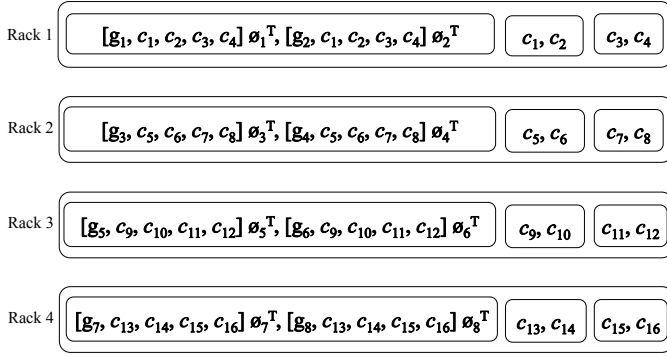 Rack 1 [g₁, c₁, c₂, c₃, c₄] ø₁ᵀ, [g₂, c₁, c₂, c₃, c₄] ø₂ᵀ c₁, c₂ c₃, c₄
Rack 2 [g₃, c₅, c₆, c₇, c₈] ø₃ᵀ, [g₄, c₅, c₆, c₇, c₈] ø₄ᵀ c₅, c₆ c₇, c₈
Rack 3 [g₅, c₉, c₁₀, c₁₁, c₁₂] ø₅ᵀ, [g₆, c₉, c₁₀, c₁₁, c₁₂] ø₆ᵀ c₉, c₁₀ c₁₁, c₁₂
Rack 4 [g₇, c₁₃, c₁₄, c₁₅, c₁₆] ø₇ᵀ, [g₈, c₁₃, c₁₄, c₁₅, c₁₆] ø₈ᵀ c₁₃, c₁₄ c₁₅, c₁₆